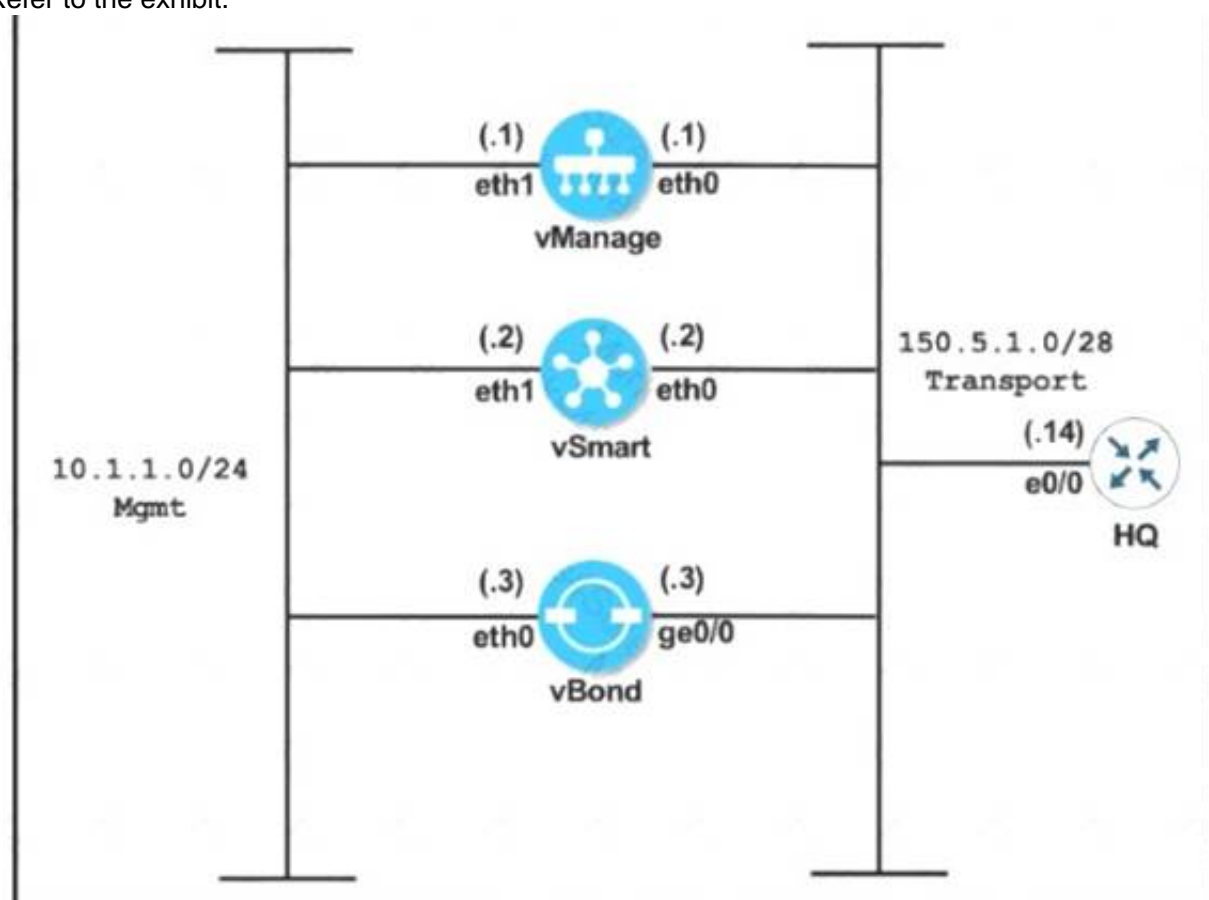 Refer to the exhibit.
(.1) (.1)
eth1 eth0
vManage
(.2) (.2)
eth1 eth0
vSmart
150.5.1.0/28
Transport
(.14)
e0/0
HQ
10.1.1.0/24
Mgmt
(.3) (.3)
eth0 ge0/0
vBond